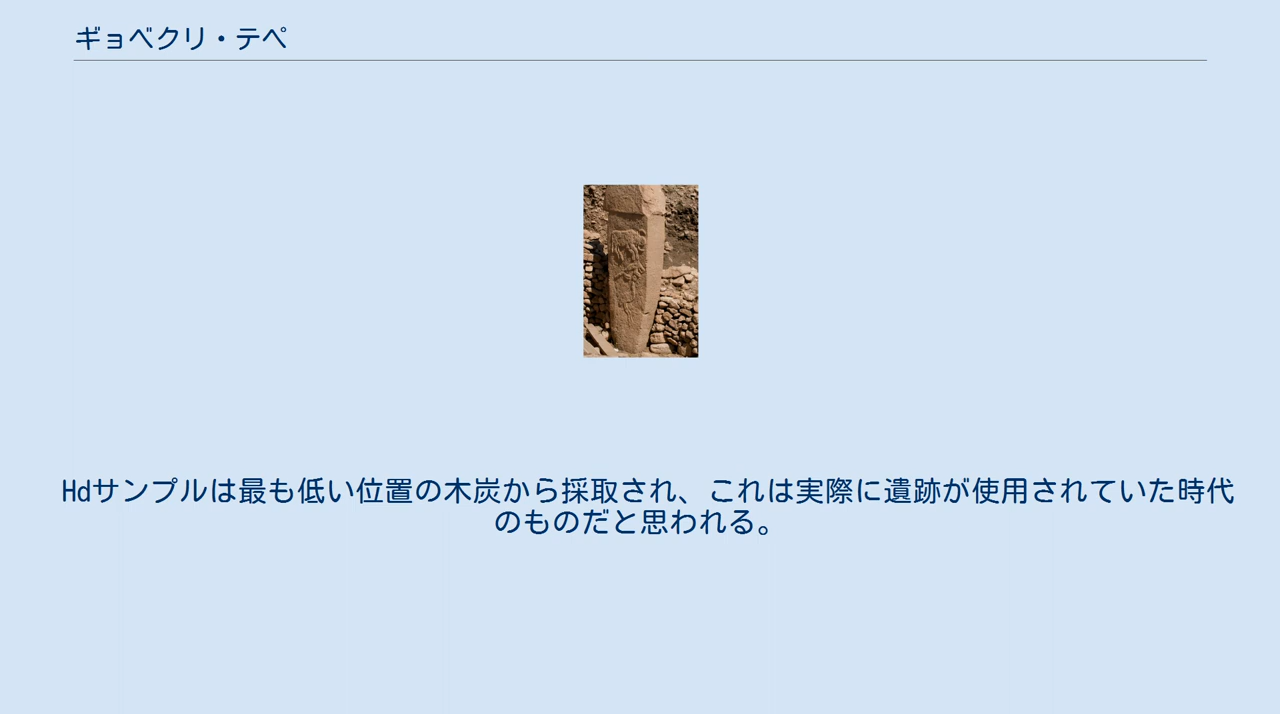 ギョベクリ・テペ
Hdサンプルは最も低い位置の木炭から採取され、これは実際に遺跡が使用されていた時代
のものだと思われる。